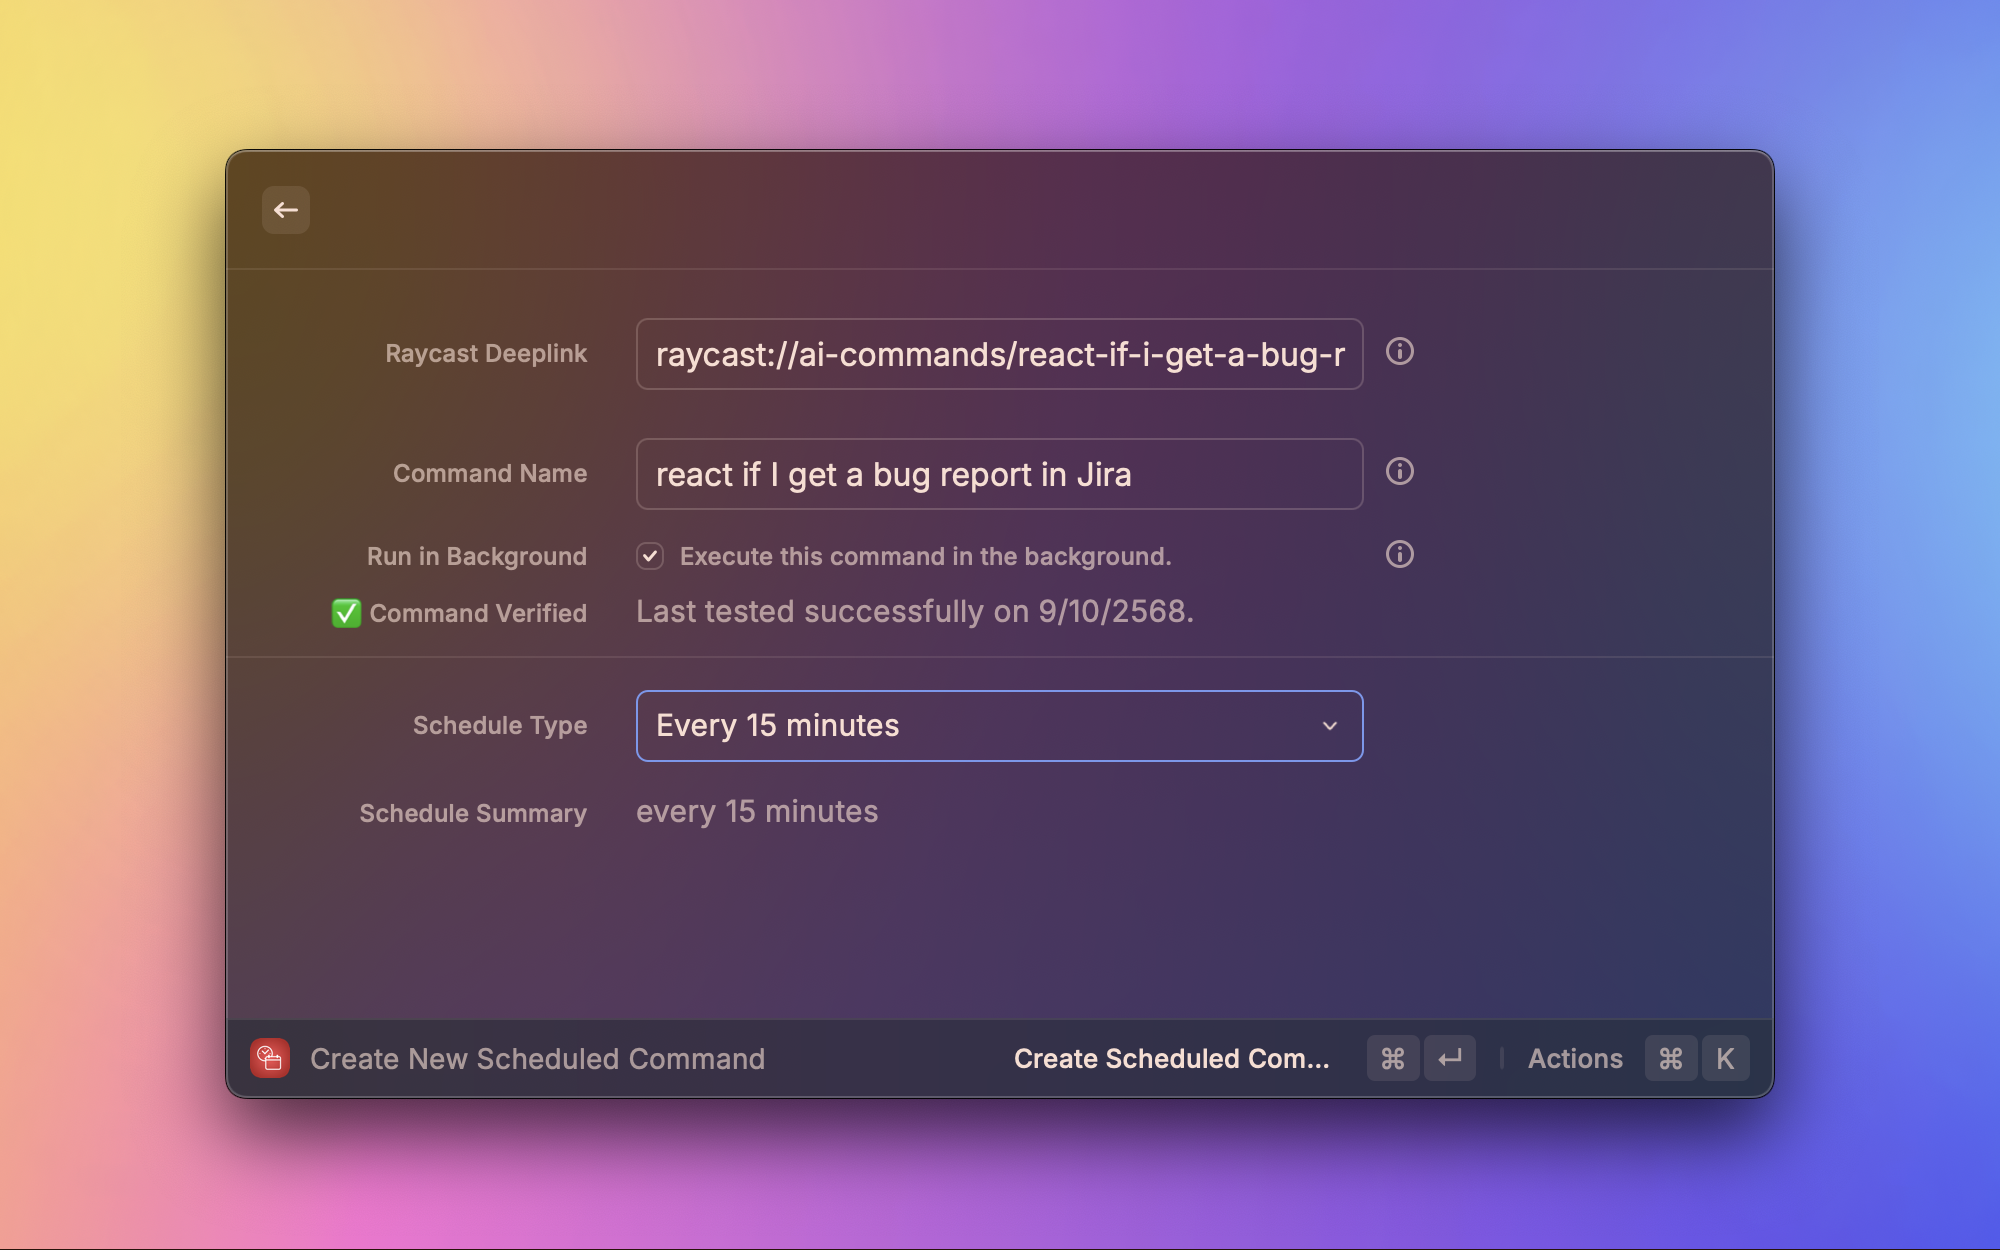 Raycast Deeplink raycast://ai-commands/react-if-i-get-a-bug-r
Command Name react if I get a bug report in Jira
Run in Background Execute this command in the background.
✅ Command Verified Last tested successfully on 9/10/2568.
Schedule Type Every 15 minutes
Schedule Summary every 15 minutes
Create New Scheduled Command Create Scheduled Com... ⌘ ↵ Actions ⌘ K